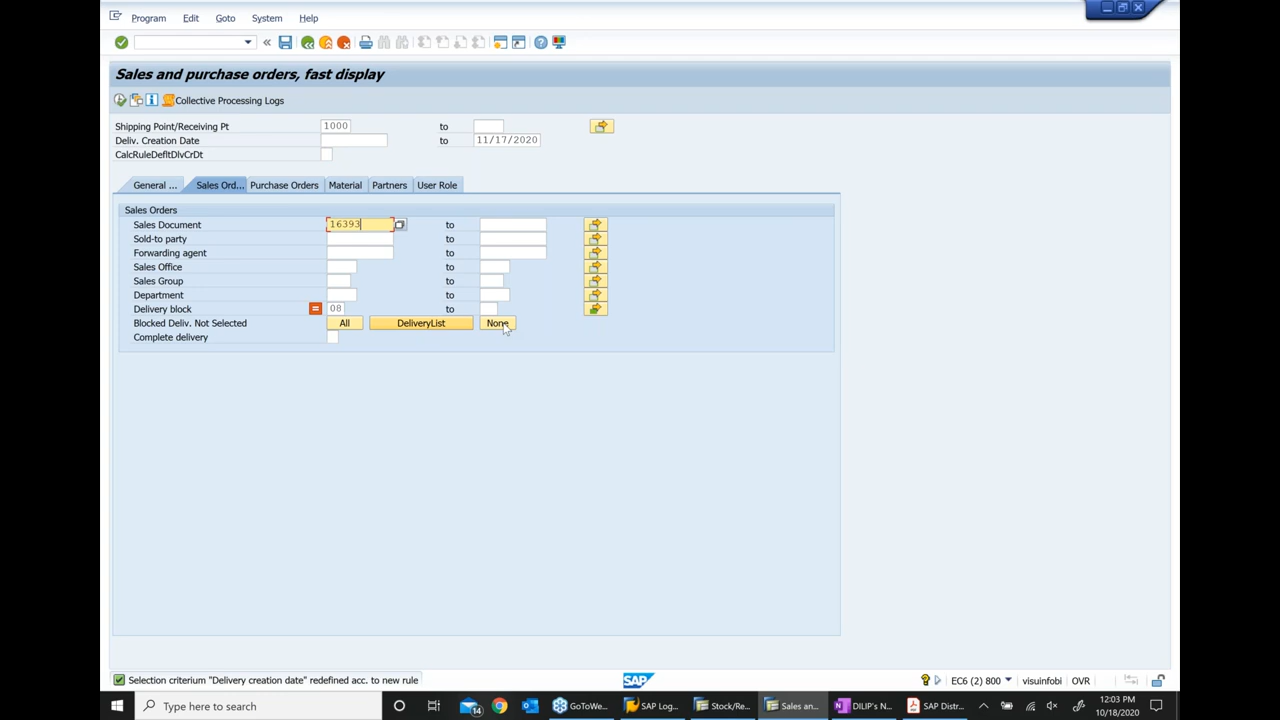 Program Edit Goto System Help
Sales and purchase orders, fast display
Collective Processing Logs
Shipping Point/Receiving Pt 1000 to
Deliv. Creation Date to 11/17/2020
CalcRuleDefltDlvCrDt
General ... Sales Ord... Purchase Orders Material Partners User Role
Sales Orders
Sales Document 16393 to
Sold-to party to
Forwarding agent to
Sales Office to
Sales Group to
Department to
Delivery block 08 to
Blocked Deliv. Not Selected All DeliveryList None
Complete delivery
Selection criterium "Delivery creation date" redefined acc. to new rule SAP EC6 (2) 800 visuinfobi OVR
Type here to search 14 GoToWe... SAP Log... Stock/Re... Sales an... DILIP's N... SAP Distr... 12:03 PM
10/18/2020